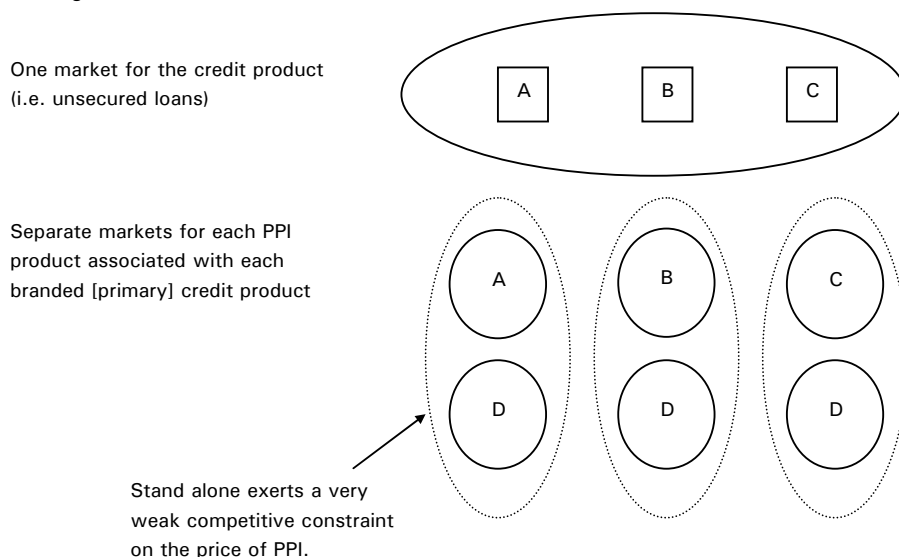 One market for the credit product
(i.e. unsecured loans)
A B C
Separate markets for each PPI
product associated with each
branded [primary] credit product
A B C
D D D
Stand alone exerts a very
weak competitive constraint
on the price of PPI.